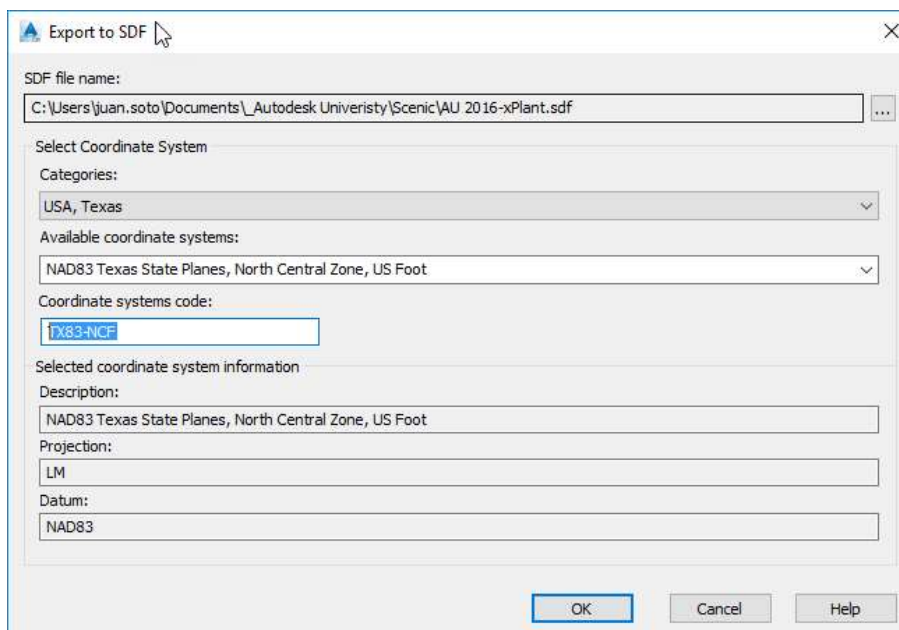 Export to SDF
SDF file name:
C:\Users\juan.soto\Documents\_Autodesk Univeristy\Scenic\AU 2016-xPlant.sdf
...
Select Coordinate System
Categories:
USA, Texas
Available coordinate systems:
NAD83 Texas State Planes, North Central Zone, US Foot
Coordinate systems code:
TX83-NCF
Selected coordinate system information
Description:
NAD83 Texas State Planes, North Central Zone, US Foot
Projection:
LM
Datum:
NAD83
OK Cancel Help